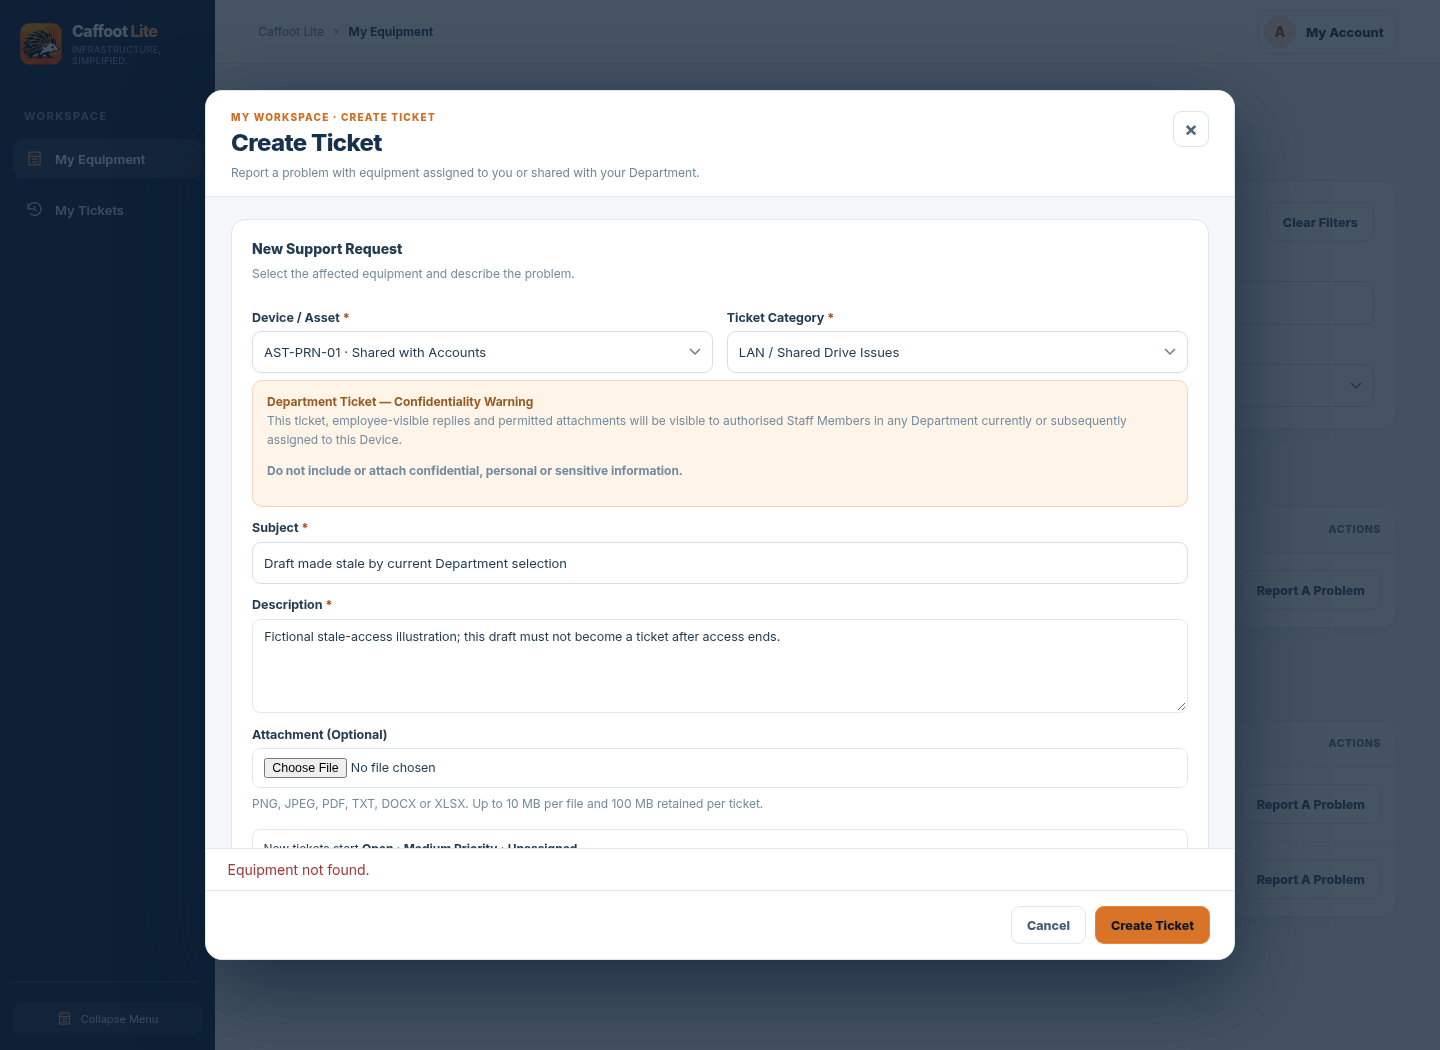 Caffoot Lite
INFRASTRUCTURE,
SIMPLIFIED.
Caffoot Lite › My Equipment
A My Account
WORKSPACE
My Equipment
My Tickets
MY WORKSPACE · CREATE TICKET
Create Ticket
×
Report a problem with equipment assigned to you or shared with your Department.
Clear Filters
New Support Request
Select the affected equipment and describe the problem.
Device / Asset * Ticket Category *
AST-PRN-01 · Shared with Accounts LAN / Shared Drive Issues
Department Ticket — Confidentiality Warning
This ticket, employee-visible replies and permitted attachments will be visible to authorised Staff Members in any Department currently or subsequently
assigned to this Device.
Do not include or attach confidential, personal or sensitive information.
Subject *
ACTIONS
Draft made stale by current Department selection
Report A Problem
Description *
Fictional stale-access illustration; this draft must not become a ticket after access ends.
Attachment (Optional)
ACTIONS
Choose File No file chosen
PNG, JPEG, PDF, TXT, DOCX or XLSX. Up to 10 MB per file and 100 MB retained per ticket.
Report A Problem
New tickets start Open · Medium Priority · Unassigned
Equipment not found.
Report A Problem
Cancel Create Ticket
Collapse Menu